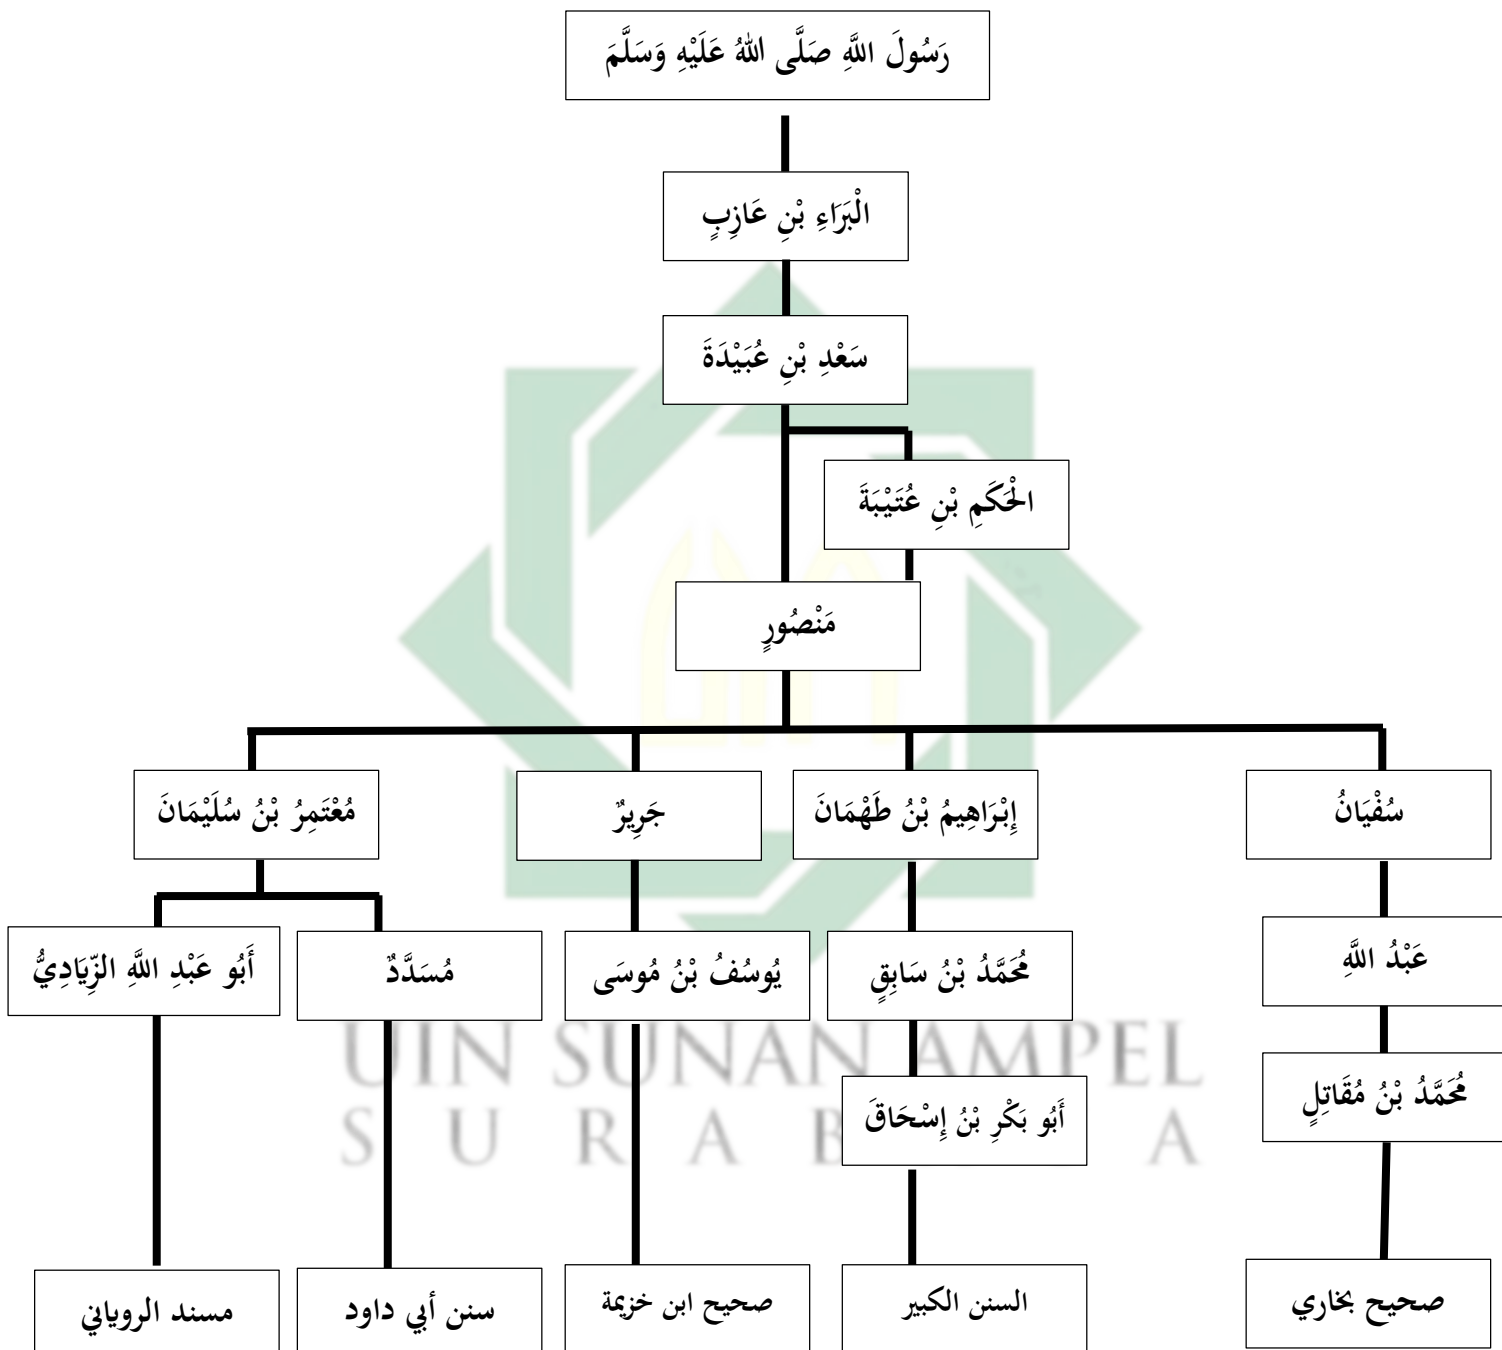 رَسُولَ اللَّهِ صَلَّى اللهُ عَلَيْهِ وَسَلَّمَ
الْبَرَاءِ بْنِ عَازِبٍ
سَعْدِ بْنِ عُبَيْدَةَ
الْحَكَمِ بْنِ عُتَيْبَةَ
مَنْصُورٍ
سُفْيَانُ
إِبْرَاهِيمُ بْنُ طَهْمَانَ
جَرِيرٌ
مُعْتَمِرُ بْنُ سُلَيْمَانَ
عَبْدُ اللَّهِ
مُحَمَّدُ بْنُ سَابِقٍ
يُوسُفُ بْنُ مُوسَى
مُسَدَّدٌ
أَبُو عَبْدِ اللَّهِ الزِّيَادِيُّ
مُحَمَّدُ بْنُ مُقَاتِلٍ
أَبُو بَكْرِ بْنُ إِسْحَاقَ
صحيح بخاري
السنن الكبير
صحيح ابن خزيمة
سنن أبي داود
مسند الروياني
UIN SUNAN AMPEL